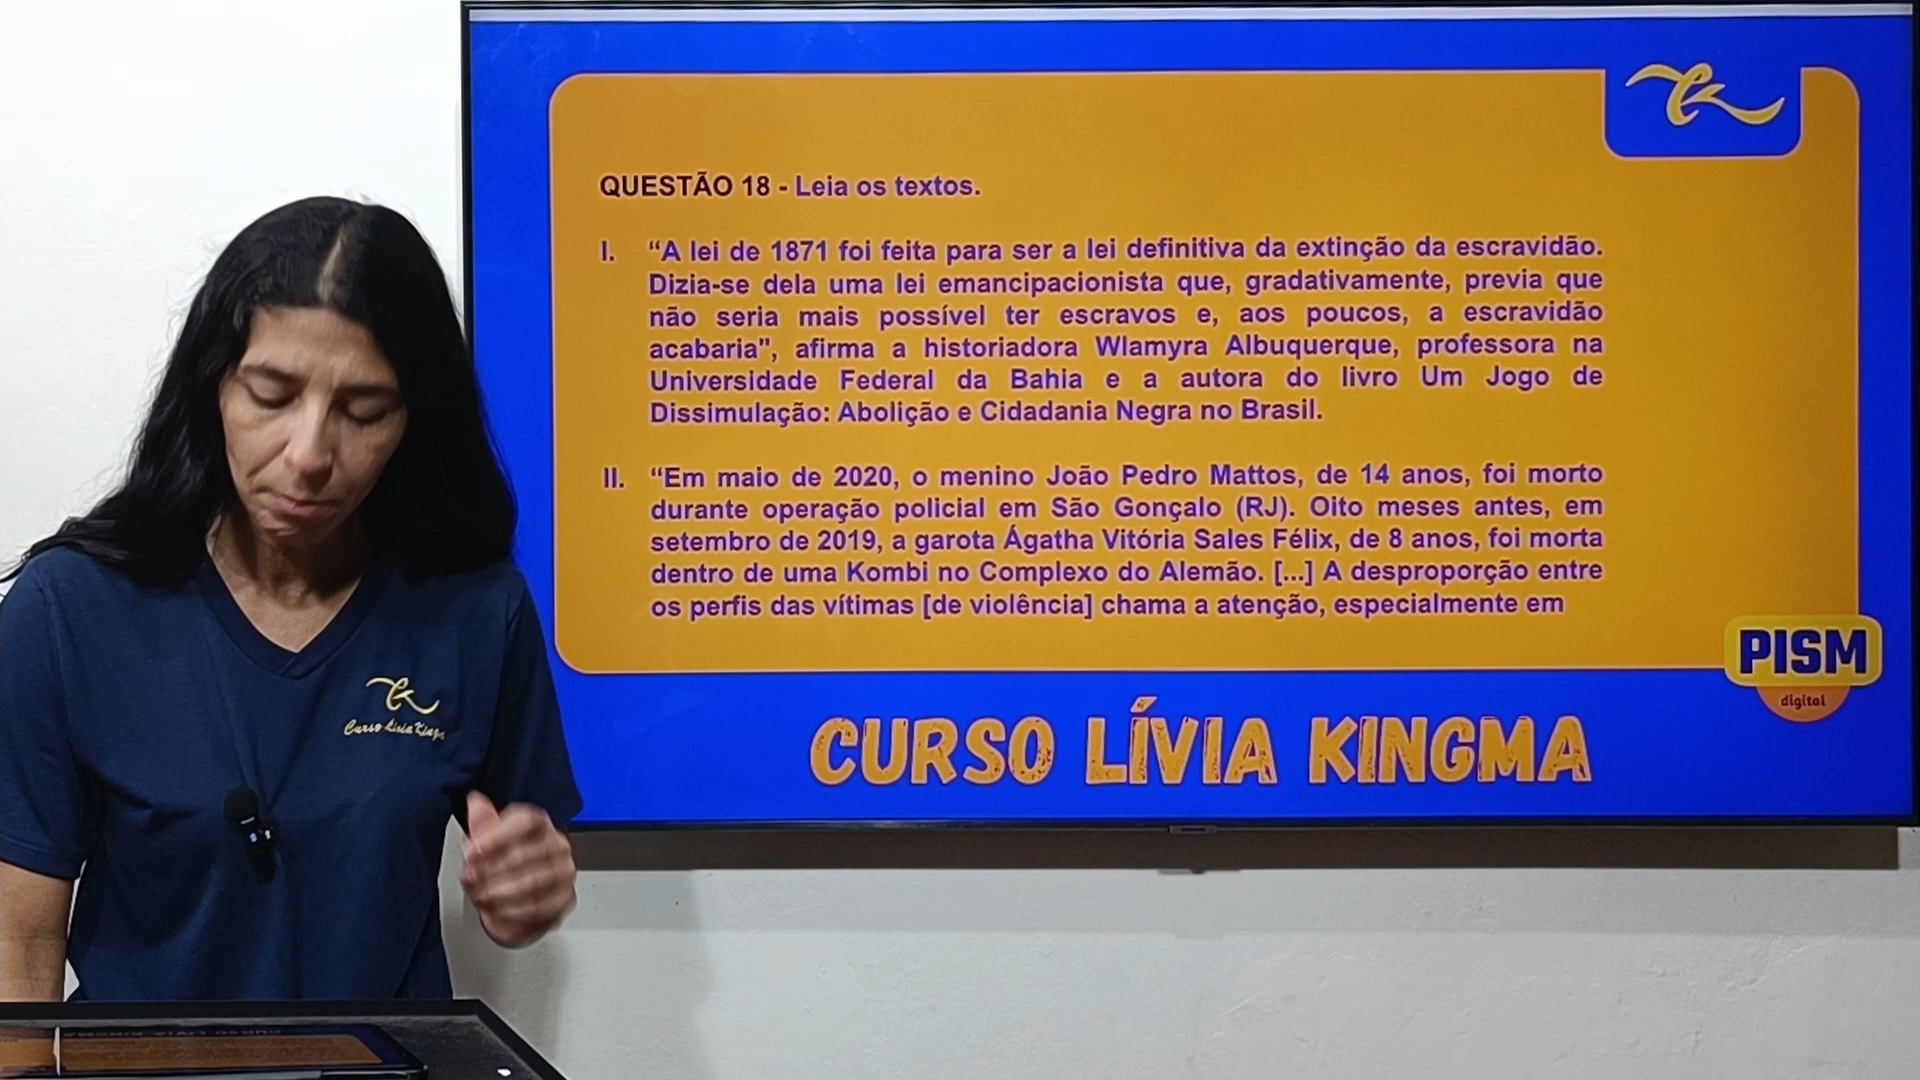 QUESTÃO 18 - Leia os textos.
I. “A lei de 1871 foi feita para ser a lei definitiva da extinção da escravidão.
Dizia-se dela uma lei emancipacionista que, gradativamente, previa que
não seria mais possível ter escravos e, aos poucos, a escravidão
acabaria", afirma a historiadora Wlamyra Albuquerque, professora na
Universidade Federal da Bahia e a autora do livro Um Jogo de
Dissimulação: Abolição e Cidadania Negra no Brasil.
II. “Em maio de 2020, o menino João Pedro Mattos, de 14 anos, foi morto
durante operação policial em São Gonçalo (RJ). Oito meses antes, em
setembro de 2019, a garota Ágatha Vitória Sales Félix, de 8 anos, foi morta
dentro de uma Kombi no Complexo do Alemão. [...] A desproporção entre
os perfis das vítimas [de violência] chama a atenção, especialmente em
PISM
digital
CURSO LÍVIA KINGMA
Curso Lívia Kingma